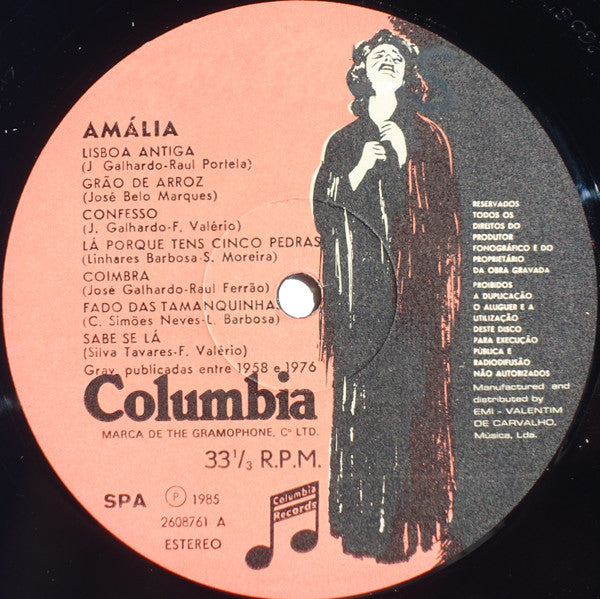 AMÁLIA
LISBOA ANTIGA
(J Galhardo-Raul Portela)
GRÃO DE ARROZ
(José Belo Marques)
CONFESSO
(J. Galhardo-F. Valério)
LÁ PORQUE TENS CINCO PEDRAS
(Linhares Barbosa-S. Moreira)
COIMBRA
(José Galhardo-Raul Ferrão)
FADO DAS TAMANQUINHAS
(C. Simões Neves-L. Barbosa)
SABE SE LÁ
(Silva Tavares-F. Valério)
Grav. publicadas entre 1958 e 1976
Columbia
MARCA DE THE GRAMOPHONE, Cº LTD.
33 1/3 R.P.M.
SPA Ⓟ 1985
2608761 A
ESTEREO
Columbia
Records
RESERVADOS
TODOS OS
DIREITOS DO
PRODUTOR
FONOGRÁFICO E DO
PROPRIETÁRIO
DA OBRA GRAVADA
PROIBIDOS
A DUPLICAÇÃO
O ALUGUER E A
UTILIZAÇÃO
DESTE DISCO
PARA EXECUÇÃO
PÚBLICA E
RADIODIFUSÃO
NÃO AUTORIZADOS
Manufactured and
distributed by
EMI - VALENTIM
DE CARVALHO,
Música, Lda.